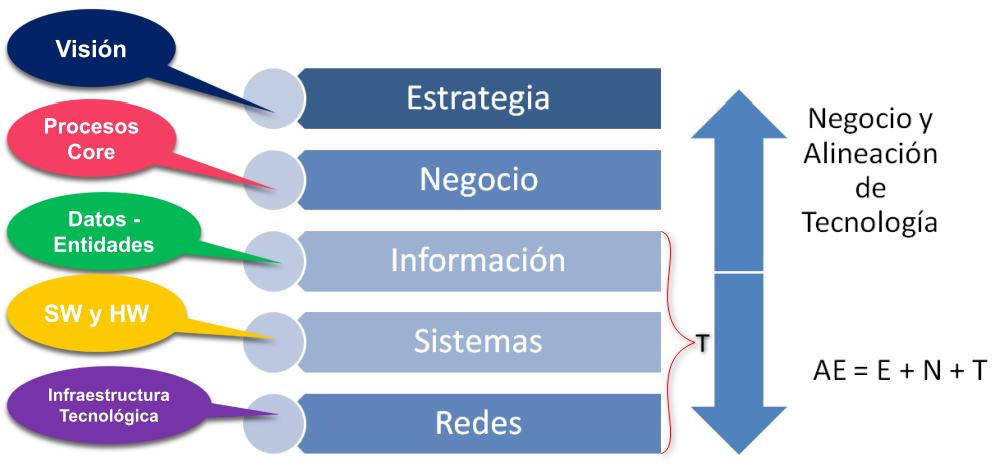 Visión
Estrategia
Procesos
Core
Negocio
Datos -
Entidades
Información
SW y HW
Sistemas
Infraestructura
Tecnológica
Redes
T
Negocio y
Alineación
de
Tecnología
AE = E + N + T